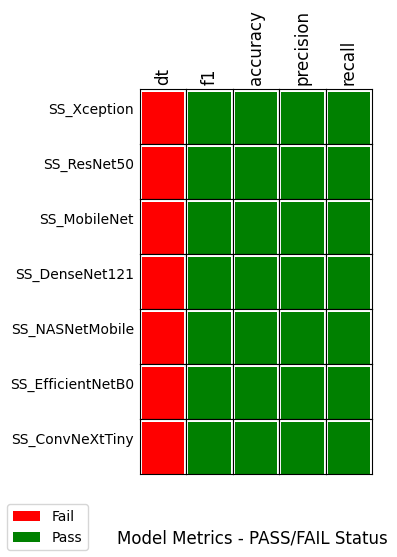 dt f1 accuracy precision recall
SS_Xception
SS_ResNet50
SS_MobileNet
SS_DenseNet121
SS_NASNetMobile
SS_EfficientNetB0
SS_ConvNeXtTiny
Fail
Pass
Model Metrics - PASS/FAIL Status